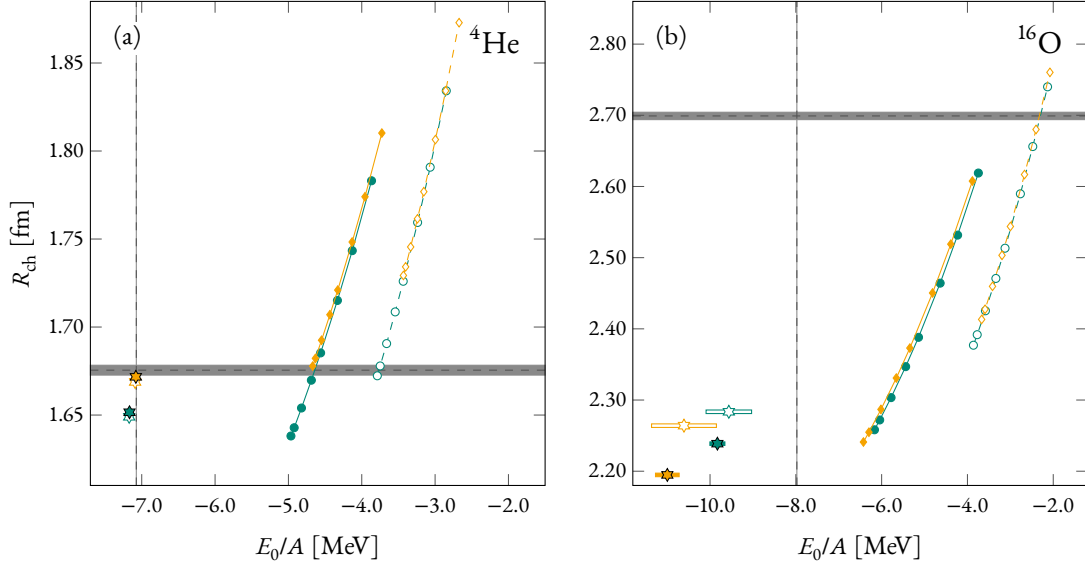 (a)
⁴He
1.85
1.80
1.75
1.70
1.65
R_ch [fm]
−7.0 −6.0 −5.0 −4.0 −3.0 −2.0
E₀/A [MeV]
(b)
¹⁶O
2.80
2.70
2.60
2.50
2.40
2.30
2.20
−10.0 −8.0 −6.0 −4.0 −2.0
E₀/A [MeV]